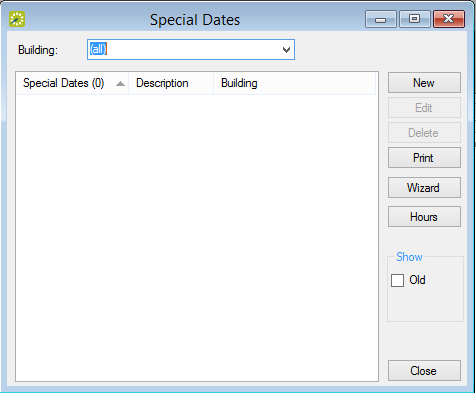 Special Dates
Building: (all)
Special Dates (0) Description Building
New
Edit
Delete
Print
Wizard
Hours
Show
Old
Close